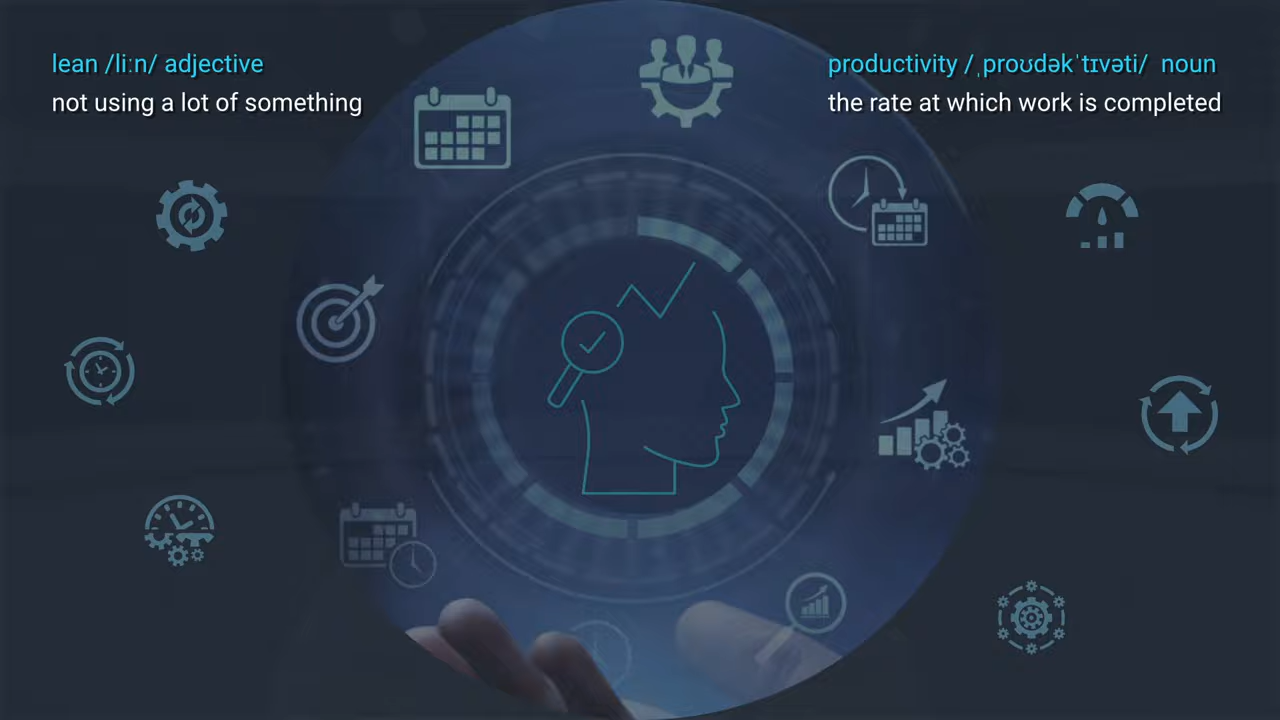 lean /liːn/ adjective
not using a lot of something
productivity /ˌproʊdəkˈtɪvəti/ noun
the rate at which work is completed